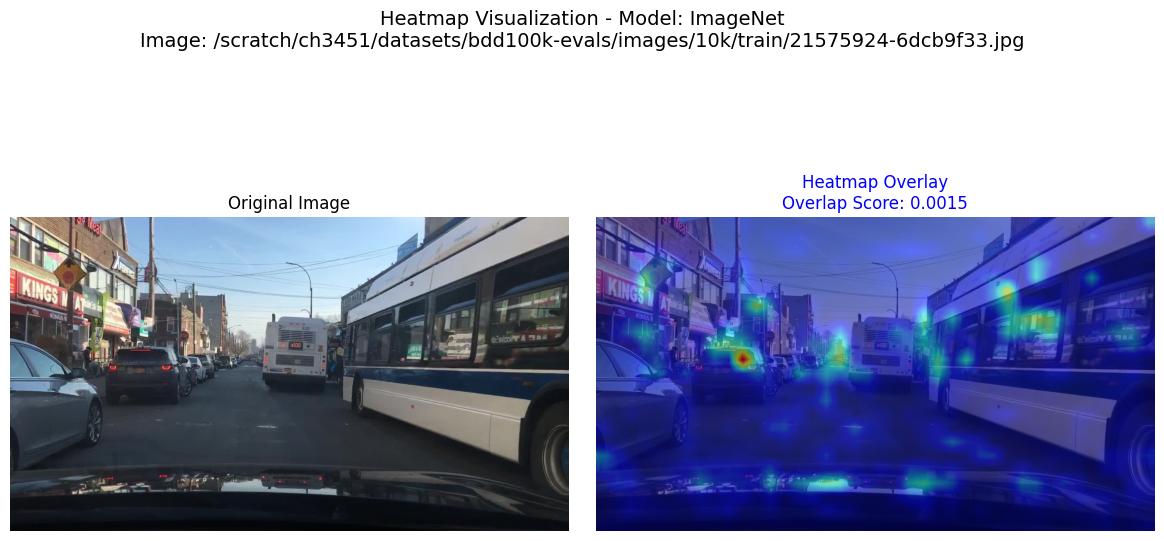 Heatmap Visualization - Model: ImageNet
Image: /scratch/ch3451/datasets/bdd100k-evals/images/10k/train/21575924-6dcb9f33.jpg
Original Image
Heatmap Overlay
Overlap Score: 0.0015
KINGS
KINGS